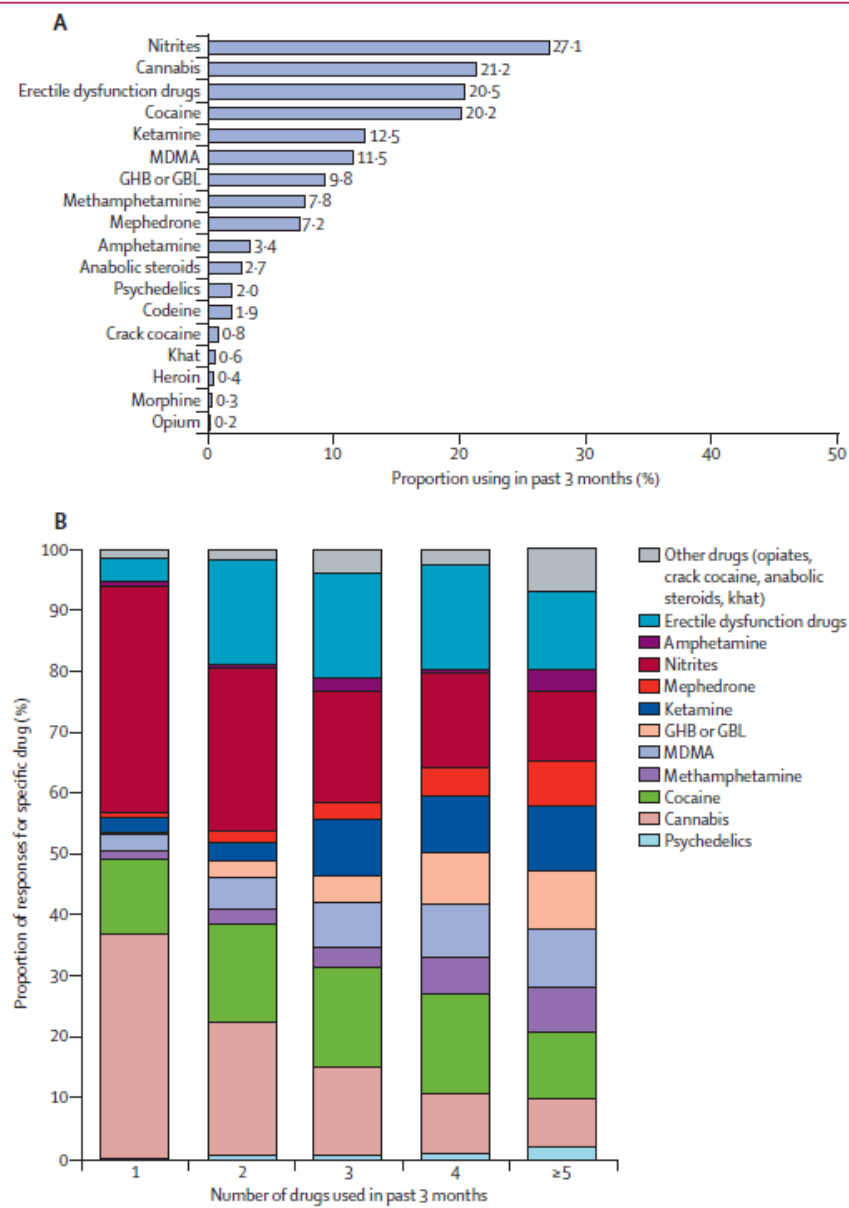 A
Nitrites 27·1
Cannabis 21·2
Erectile dysfunction drugs 20·5
Cocaine 20·2
Ketamine 12·5
MDMA 11·5
GHB or GBL 9·8
Methamphetamine 7·8
Mephedrone 7·2
Amphetamine 3·4
Anabolic steroids 2·7
Psychedelics 2·0
Codeine 1·9
Crack cocaine 0·8
Khat 0·6
Heroin 0·4
Morphine 0·3
Opium 0·2
0 10 20 30 40 50
Proportion using in past 3 months (%)
B
Proportion of responses for specific drug (%)
100
90
80
70
60
50
40
30
20
10
0
1 2 3 4 ≥5
Number of drugs used in past 3 months
Other drugs (opiates,
crack cocaine, anabolic
steroids, khat)
Erectile dysfunction drugs
Amphetamine
Nitrites
Mephedrone
Ketamine
GHB or GBL
MDMA
Methamphetamine
Cocaine
Cannabis
Psychedelics